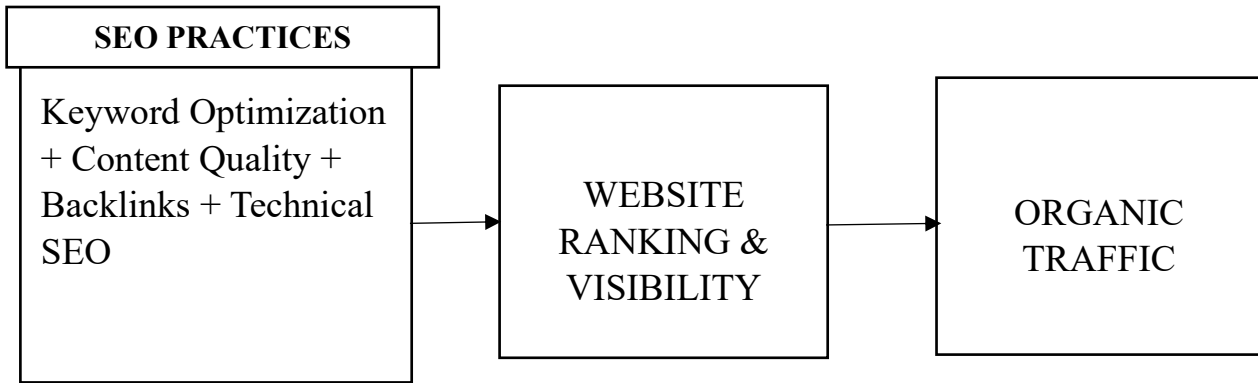 SEO PRACTICES
Keyword Optimization
+ Content Quality +
Backlinks + Technical
SEO
WEBSITE
RANKING &
VISIBILITY
ORGANIC
TRAFFIC